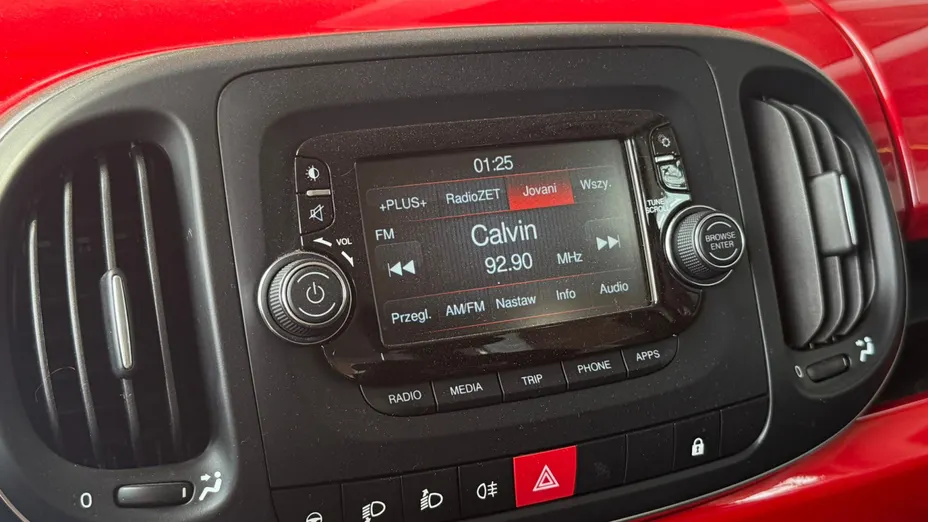 01:25
+PLUS+ RadioZET Jovani Wszy.
FM
Calvin
92.90 MHz
Przegl. AM/FM Nastaw Info Audio
VOL
TUNE
SCROLL
BROWSE
ENTER
RADIO MEDIA TRIP PHONE APPS
0
0